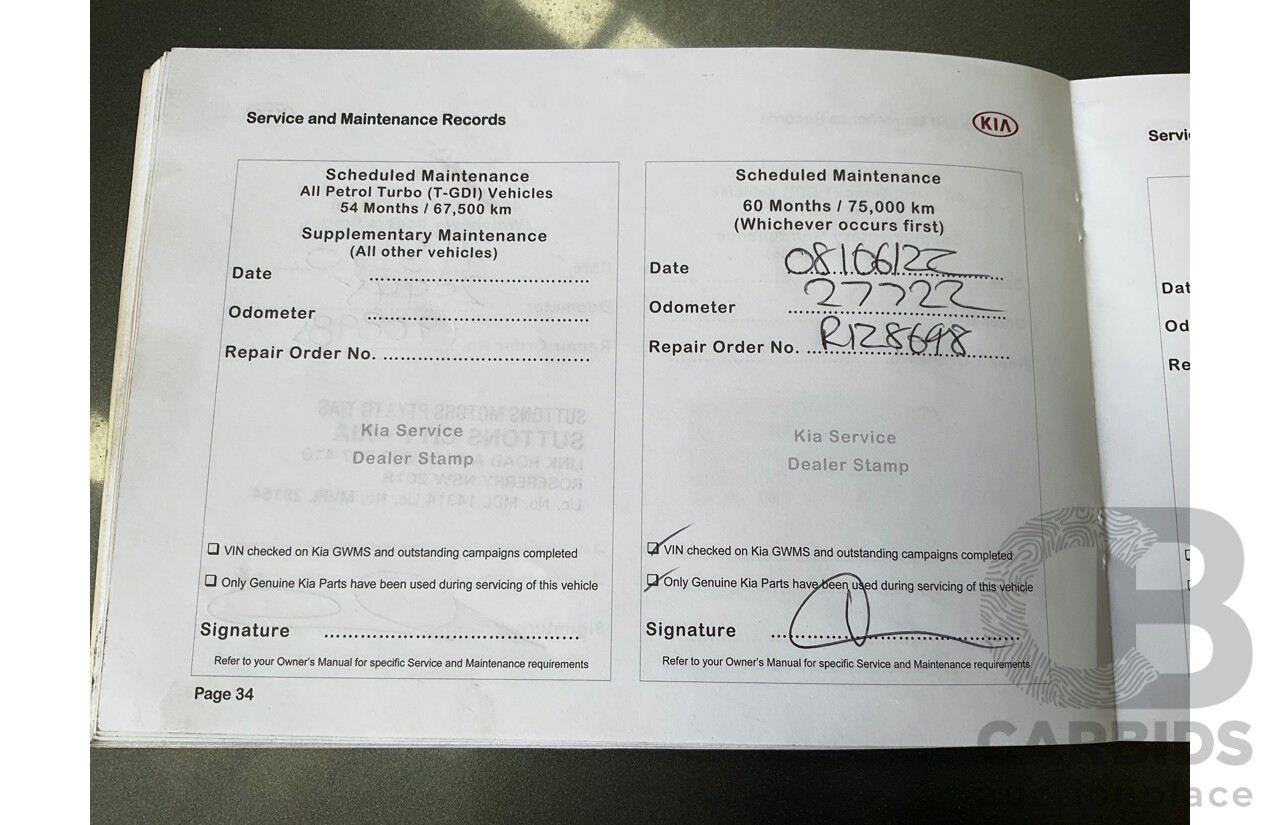 Service and Maintenance Records
KIA
Scheduled Maintenance
All Petrol Turbo (T-GDI) Vehicles
54 Months / 67,500 km
Supplementary Maintenance
(All other vehicles)
Date
Odometer
Repair Order No.
Kia Service
Dealer Stamp
VIN checked on Kia GWMS and outstanding campaigns completed
Only Genuine Kia Parts have been used during servicing of this vehicle
Signature
Refer to your Owner's Manual for specific Service and Maintenance requirements
Page 34
Scheduled Maintenance
60 Months / 75,000 km
(Whichever occurs first)
Date 08/06/22
Odometer 27722
Repair Order No. R128698
Kia Service
Dealer Stamp
VIN checked on Kia GWMS and outstanding campaigns completed
Only Genuine Kia Parts have been used during servicing of this vehicle
Signature
Refer to your Owner's Manual for specific Service and Maintenance requirements
Servi
Dat
Od
Re
CARBIDS
auctionplace